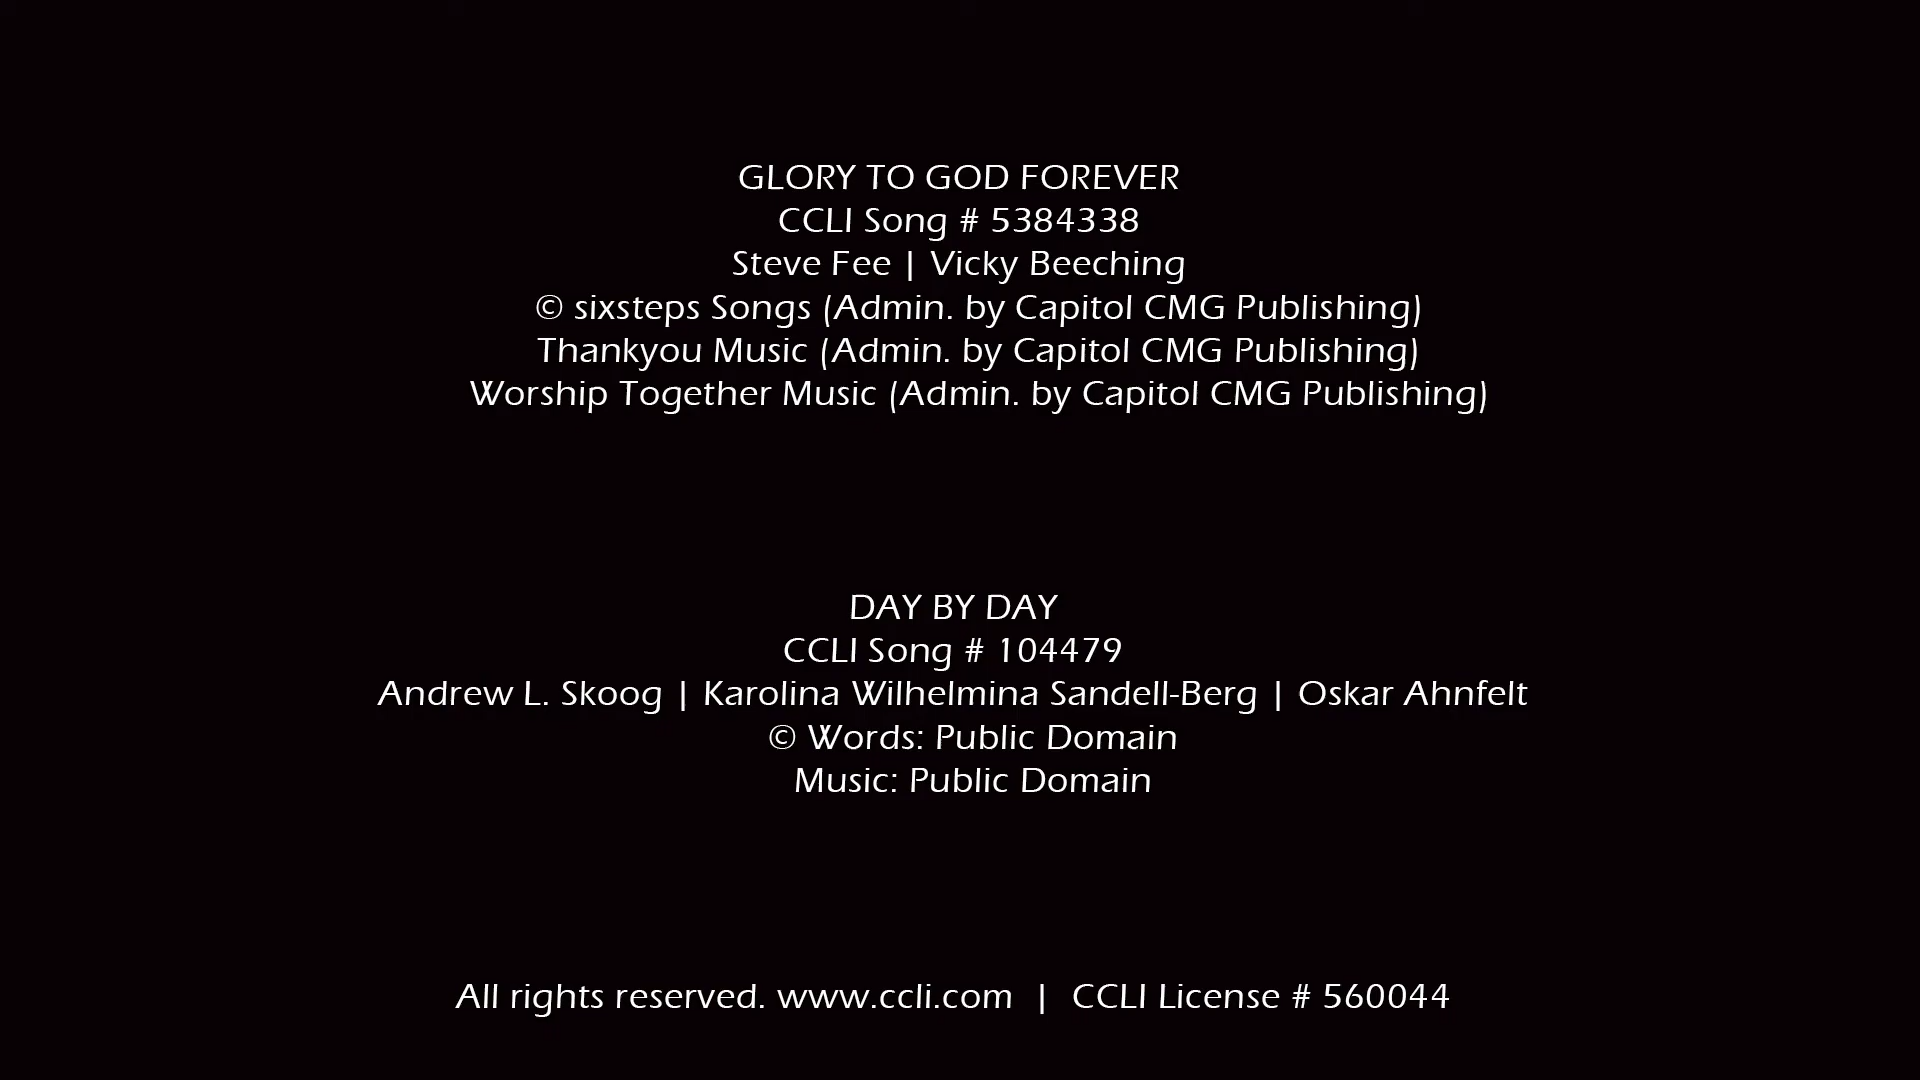 GLORY TO GOD FOREVER
CCLI Song # 5384338
Steve Fee | Vicky Beeching
© sixsteps Songs (Admin. by Capitol CMG Publishing)
Thankyou Music (Admin. by Capitol CMG Publishing)
Worship Together Music (Admin. by Capitol CMG Publishing)
DAY BY DAY
CCLI Song # 104479
Andrew L. Skoog | Karolina Wilhelmina Sandell-Berg | Oskar Ahnfelt
© Words: Public Domain
Music: Public Domain
All rights reserved. www.ccli.com | CCLI License # 560044